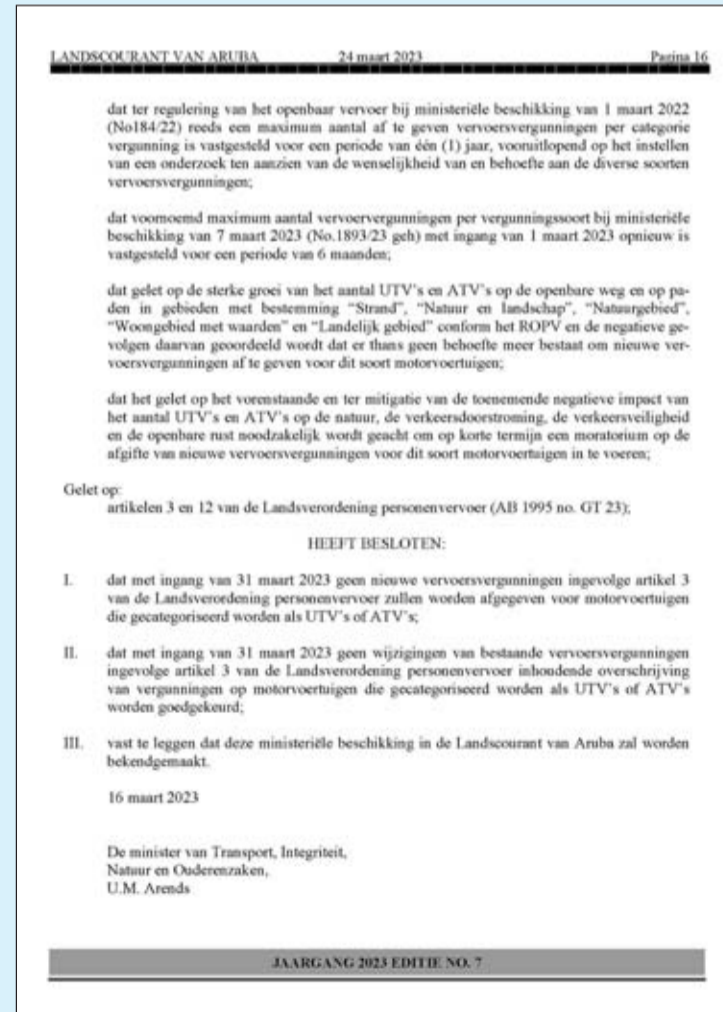 LANDSCOURANT VAN ARUBA 24 maart 2023 Pagina 16
dat ter regulering van het openbaar vervoer bij ministeriële beschikking van 1 maart 2022
(No184/22) reeds een maximum aantal af te geven vervoersvergunningen per categorie
vergunning is vastgesteld voor een periode van één (1) jaar, vooruitlopend op het instellen
van een onderzoek ten aanzien van de wenselijkheid van en behoefte aan de diverse soorten
vervoersvergunningen;
dat voornoemd maximum aantal vervoervergunningen per vergunningssoort bij ministeriële
beschikking van 7 maart 2023 (No.1893/23 geh) met ingang van 1 maart 2023 opnieuw is
vastgesteld voor een periode van 6 maanden;
dat gelet op de sterke groei van het aantal UTV's en ATV's op de openbare weg en op pa-
den in gebieden met bestemming “Strand”, “Natuur en landschap”, “Natuurgebied”,
“Woongebied met waarden” en “Landelijk gebied” conform het ROPV en de negatieve ge-
volgen daarvan geoordeeld wordt dat er thans geen behoefte meer bestaat om nieuwe ver-
voersvergunningen af te geven voor dit soort motorvoertuigen;
dat het gelet op het vorenstaande en ter mitigatie van de toenemende negatieve impact van
het aantal UTV's en ATV's op de natuur, de verkeersdoorstroming, de verkeersveiligheid
en de openbare rust noodzakelijk wordt geacht om op korte termijn een moratorium op de
afgifte van nieuwe vervoersvergunningen voor dit soort motorvoertuigen in te voeren;
Gelet op:
artikelen 3 en 12 van de Landsverordening personenvervoer (AB 1995 no. GT 23);
HEEFT BESLOTEN:
I. dat met ingang van 31 maart 2023 geen nieuwe vervoersvergunningen ingevolge artikel 3
van de Landsverordening personenvervoer zullen worden afgegeven voor motorvoertuigen
die gecategoriseerd worden als UTV's of ATV's;
II. dat met ingang van 31 maart 2023 geen wijzigingen van bestaande vervoersvergunningen
ingevolge artikel 3 van de Landsverordening personenvervoer inhoudende overschrijving
van vergunningen op motorvoertuigen die gecategoriseerd worden als UTV's of ATV's
worden goedgekeurd;
III. vast te leggen dat deze ministeriële beschikking in de Landscourant van Aruba zal worden
bekendgemaakt.
16 maart 2023
De minister van Transport, Integriteit,
Natuur en Ouderenzaken,
U.M. Arends
JAARGANG 2023 EDITIE NO. 7